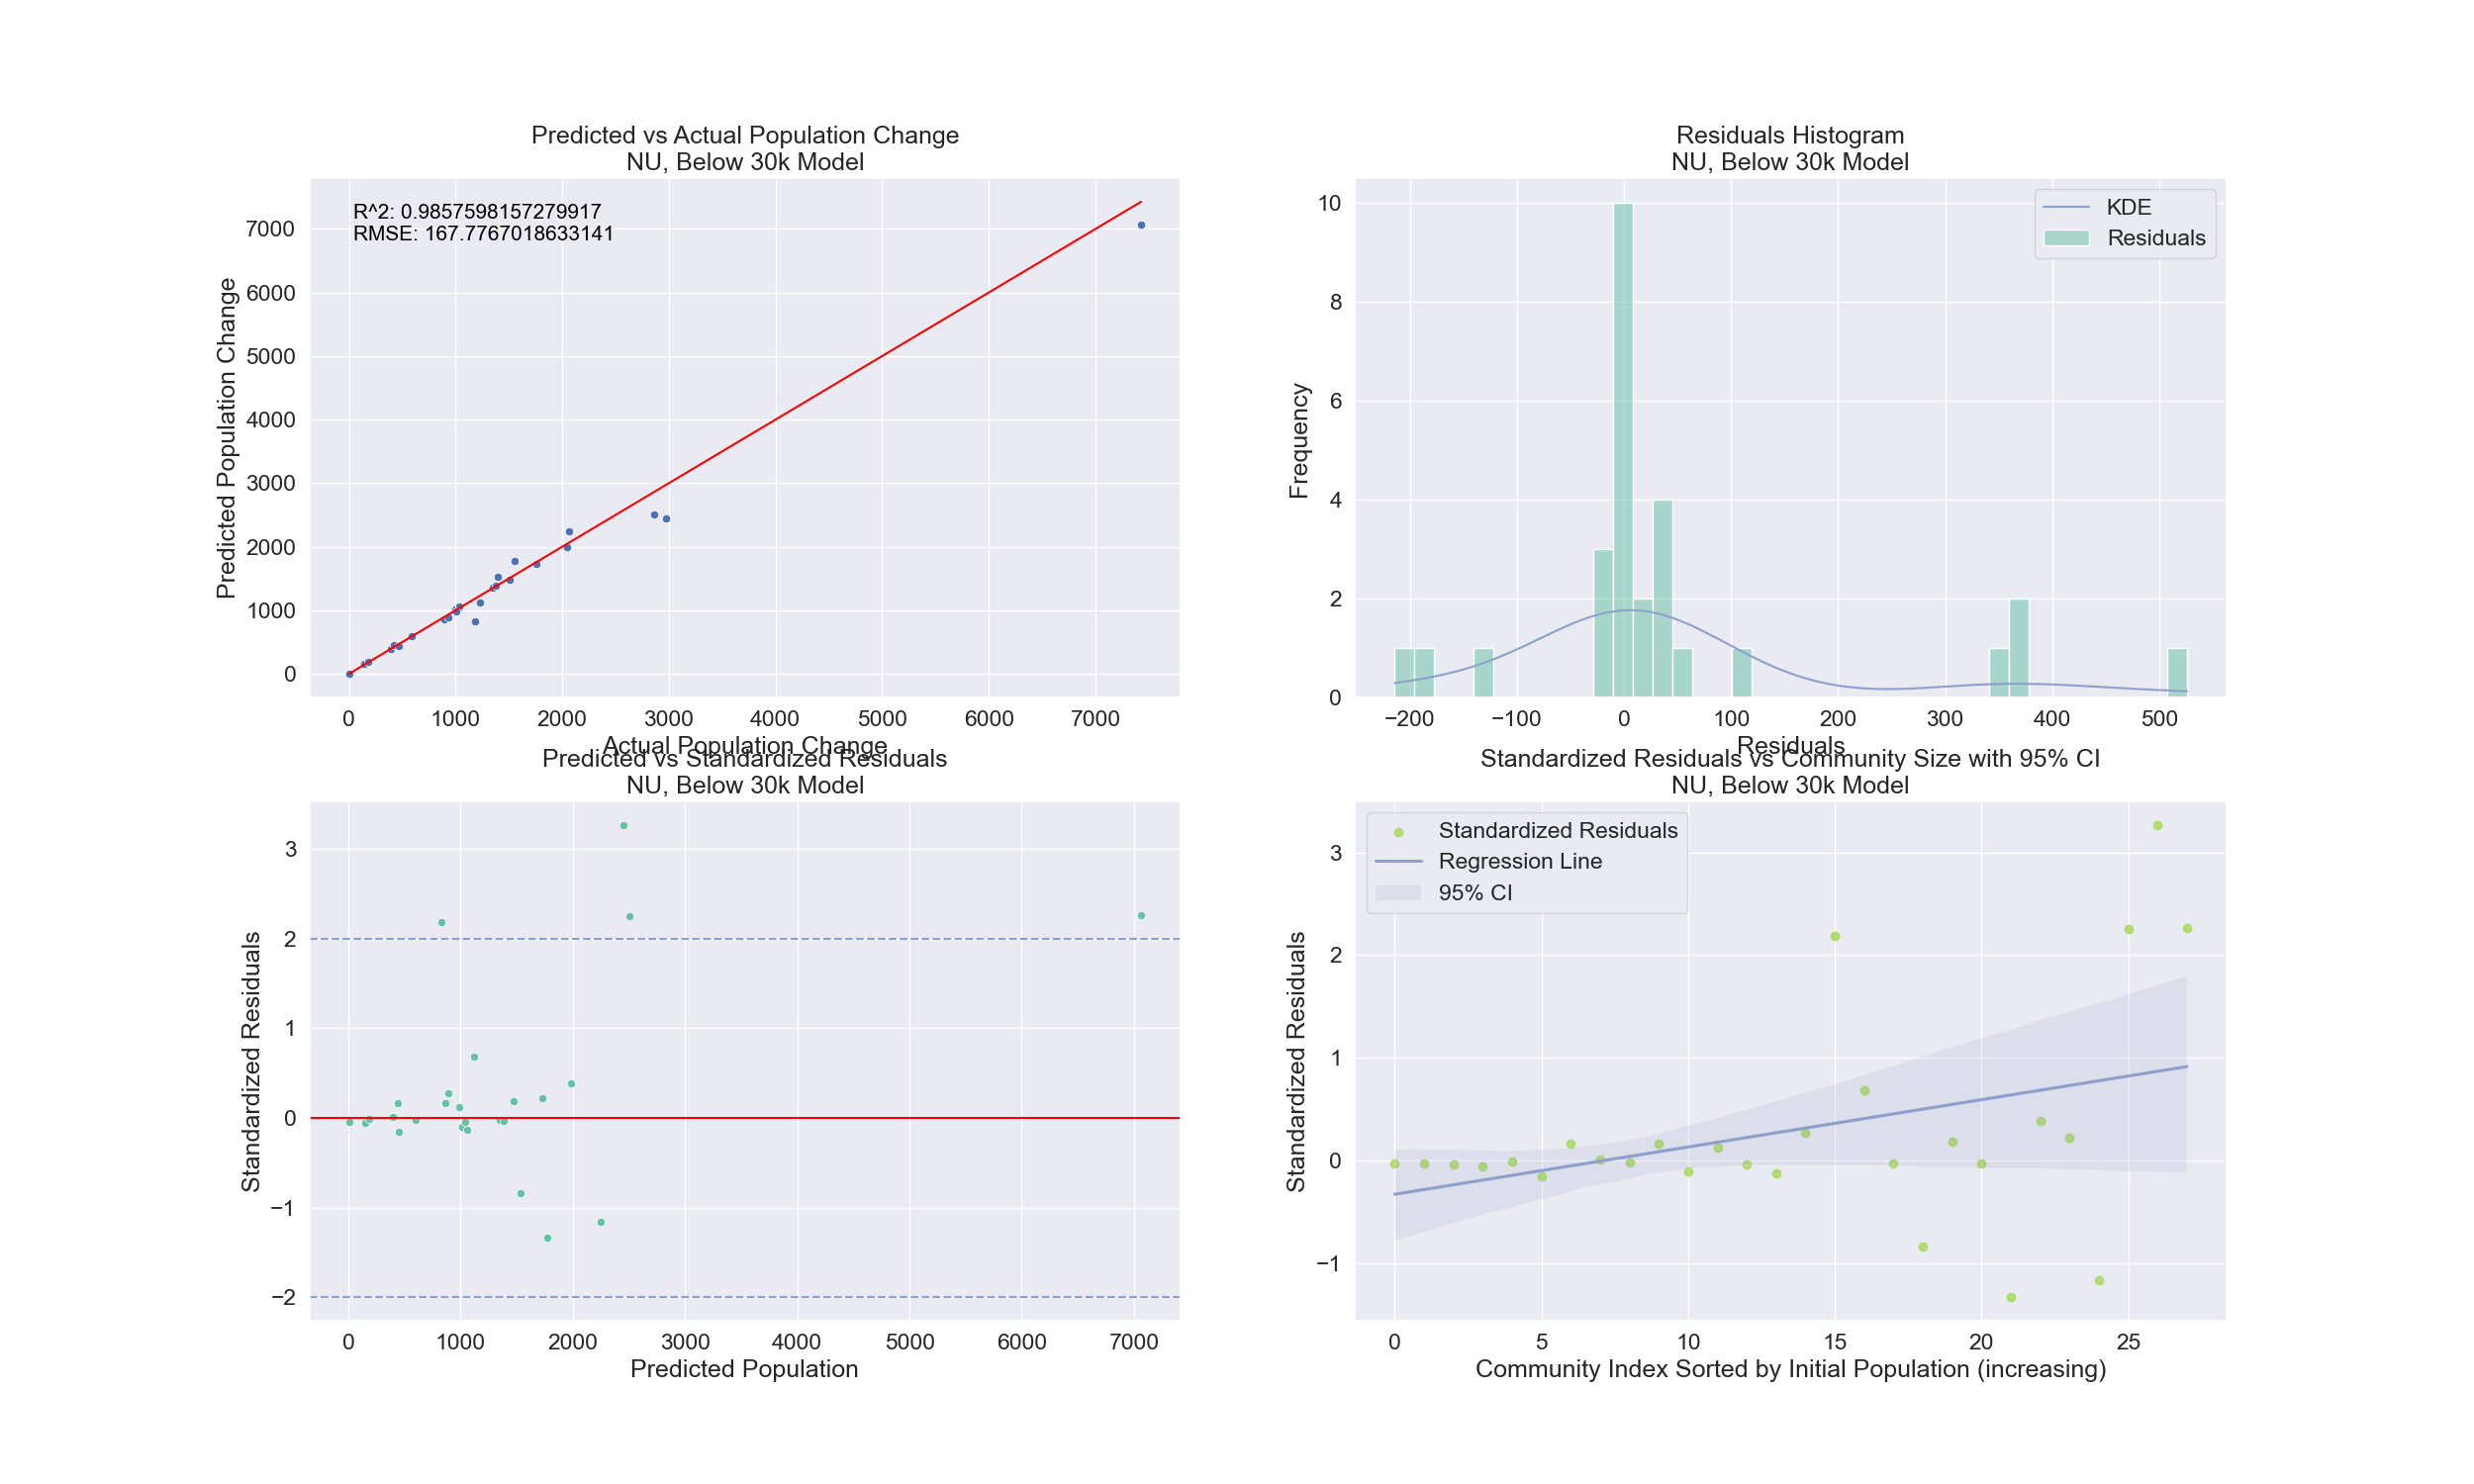 Predicted vs Actual Population Change
NU, Below 30k Model
R^2: 0.9857598157279917
RMSE: 167.7767018633141
Predicted Population Change
7000
6000
5000
4000
3000
2000
1000
0
0 1000 2000 3000 4000 5000 6000 7000
Actual Population Change
Residuals Histogram
NU, Below 30k Model
KDE
Residuals
Frequency
10
8
6
4
2
0
−200 −100 0 100 200 300 400 500
Residuals
Predicted vs Standardized Residuals
NU, Below 30k Model
Standardized Residuals
3
2
1
0
−1
−2
0 1000 2000 3000 4000 5000 6000 7000
Predicted Population
Standardized Residuals vs Community Size with 95% CI
NU, Below 30k Model
Standardized Residuals
Regression Line
95% CI
Standardized Residuals
3
2
1
0
−1
0 5 10 15 20 25
Community Index Sorted by Initial Population (increasing)